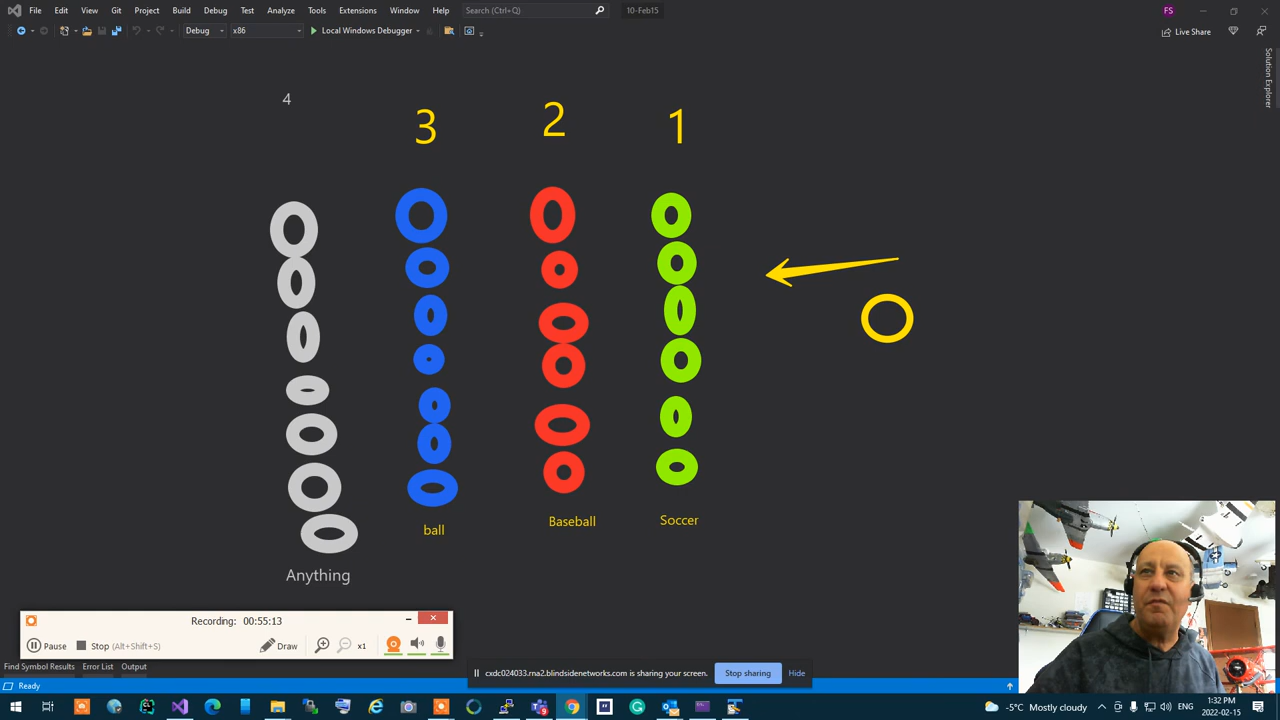 File Edit View Git Project Build Debug Test Analyze Tools Extensions Window Help Search (Ctrl+Q) 10-Feb15 FS
Debug x86 Local Windows Debugger Live Share
Solution Explorer
4 3 2 1
ball Baseball Soccer
Anything
Recording: 00:55:13
Pause Stop (Alt+Shift+S) Draw x1
Find Symbol Results Error List Output
cxdc024033.rna2.blindsidenetworks.com is sharing your screen. Stop sharing Hide
Ready
-5°C Mostly cloudy ENG 1:32 PM
2022-02-15